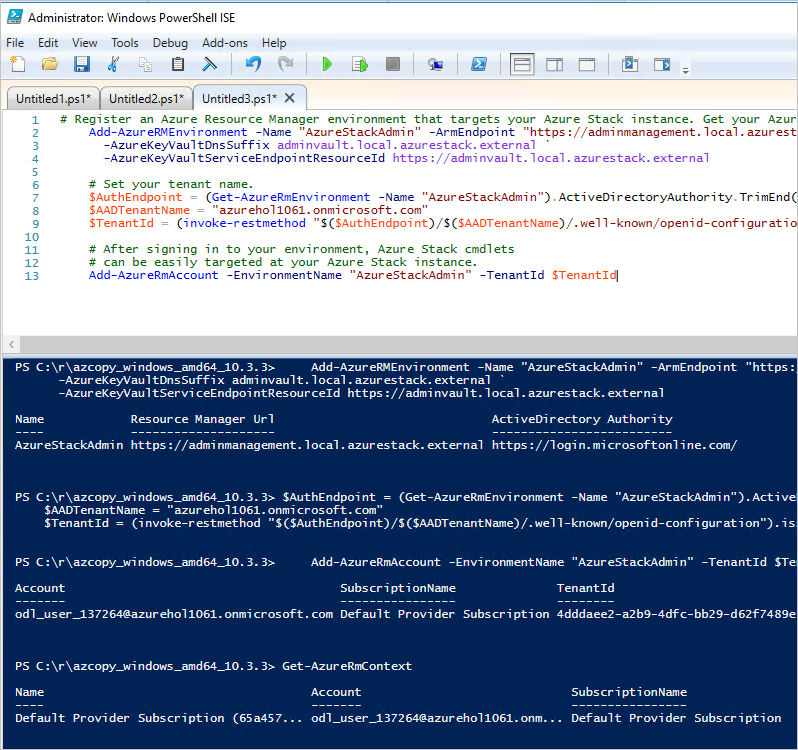 Administrator: Windows PowerShell ISE
File Edit View Tools Debug Add-ons Help
Untitled1.ps1* Untitled2.ps1* Untitled3.ps1* X
1 # Register an Azure Resource Manager environment that targets your Azure Stack instance. Get your Azur
2 Add-AzureRMEnvironment -Name "AzureStackAdmin" -ArmEndpoint "https://adminmanagement.local.azurest
3 -AzureKeyVaultDnsSuffix adminvault.local.azurestack.external `
4 -AzureKeyVaultServiceEndpointResourceId https://adminvault.local.azurestack.external
5
6 # Set your tenant name.
7 $AuthEndpoint = (Get-AzureRmEnvironment -Name "AzureStackAdmin").ActiveDirectoryAuthority.TrimEnd(
8 $AADTenantName = "azurehol1061.onmicrosoft.com"
9 $TenantId = (invoke-restmethod "$($AuthEndpoint)/$($AADTenantName)/.well-known/openid-configuratio
10
11 # After signing in to your environment, Azure Stack cmdlets
12 # can be easily targeted at your Azure Stack instance.
13 Add-AzureRmAccount -EnvironmentName "AzureStackAdmin" -TenantId $TenantId
PS C:\r\azcopy_windows_amd64_10.3.3> Add-AzureRMEnvironment -Name "AzureStackAdmin" -ArmEndpoint "https:/
-AzureKeyVaultDnsSuffix adminvault.local.azurestack.external `
-AzureKeyVaultServiceEndpointResourceId https://adminvault.local.azurestack.external
Name Resource Manager Url ActiveDirectory Authority
---- -------------------- -------------------------
AzureStackAdmin https://adminmanagement.local.azurestack.external https://login.microsoftonline.com/
PS C:\r\azcopy_windows_amd64_10.3.3> $AuthEndpoint = (Get-AzureRmEnvironment -Name "AzureStackAdmin").Active
$AADTenantName = "azurehol1061.onmicrosoft.com"
$TenantId = (invoke-restmethod "$($AuthEndpoint)/$($AADTenantName)/.well-known/openid-configuration").is
PS C:\r\azcopy_windows_amd64_10.3.3> Add-AzureRmAccount -EnvironmentName "AzureStackAdmin" -TenantId $Te
Account SubscriptionName TenantId
------- ---------------- --------
odl_user_137264@azurehol1061.onmicrosoft.com Default Provider Subscription 4dddaee2-a2b9-4dfc-bb29-d62f7489e
PS C:\r\azcopy_windows_amd64_10.3.3> Get-AzureRmContext
Name Account SubscriptionName
---- ------- ----------------
Default Provider Subscription (65a457... odl_user_137264@azurehol1061.onm... Default Provider Subscription